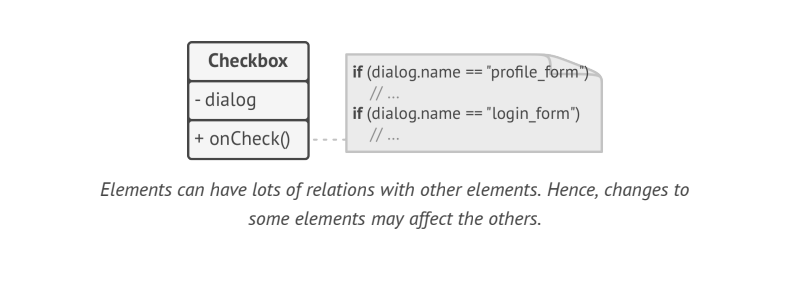 Checkbox
- dialog
+ onCheck()
if (dialog.name == "profile_form")
// ...
if (dialog.name == "login_form")
// ...
Elements can have lots of relations with other elements. Hence, changes to
some elements may affect the others.